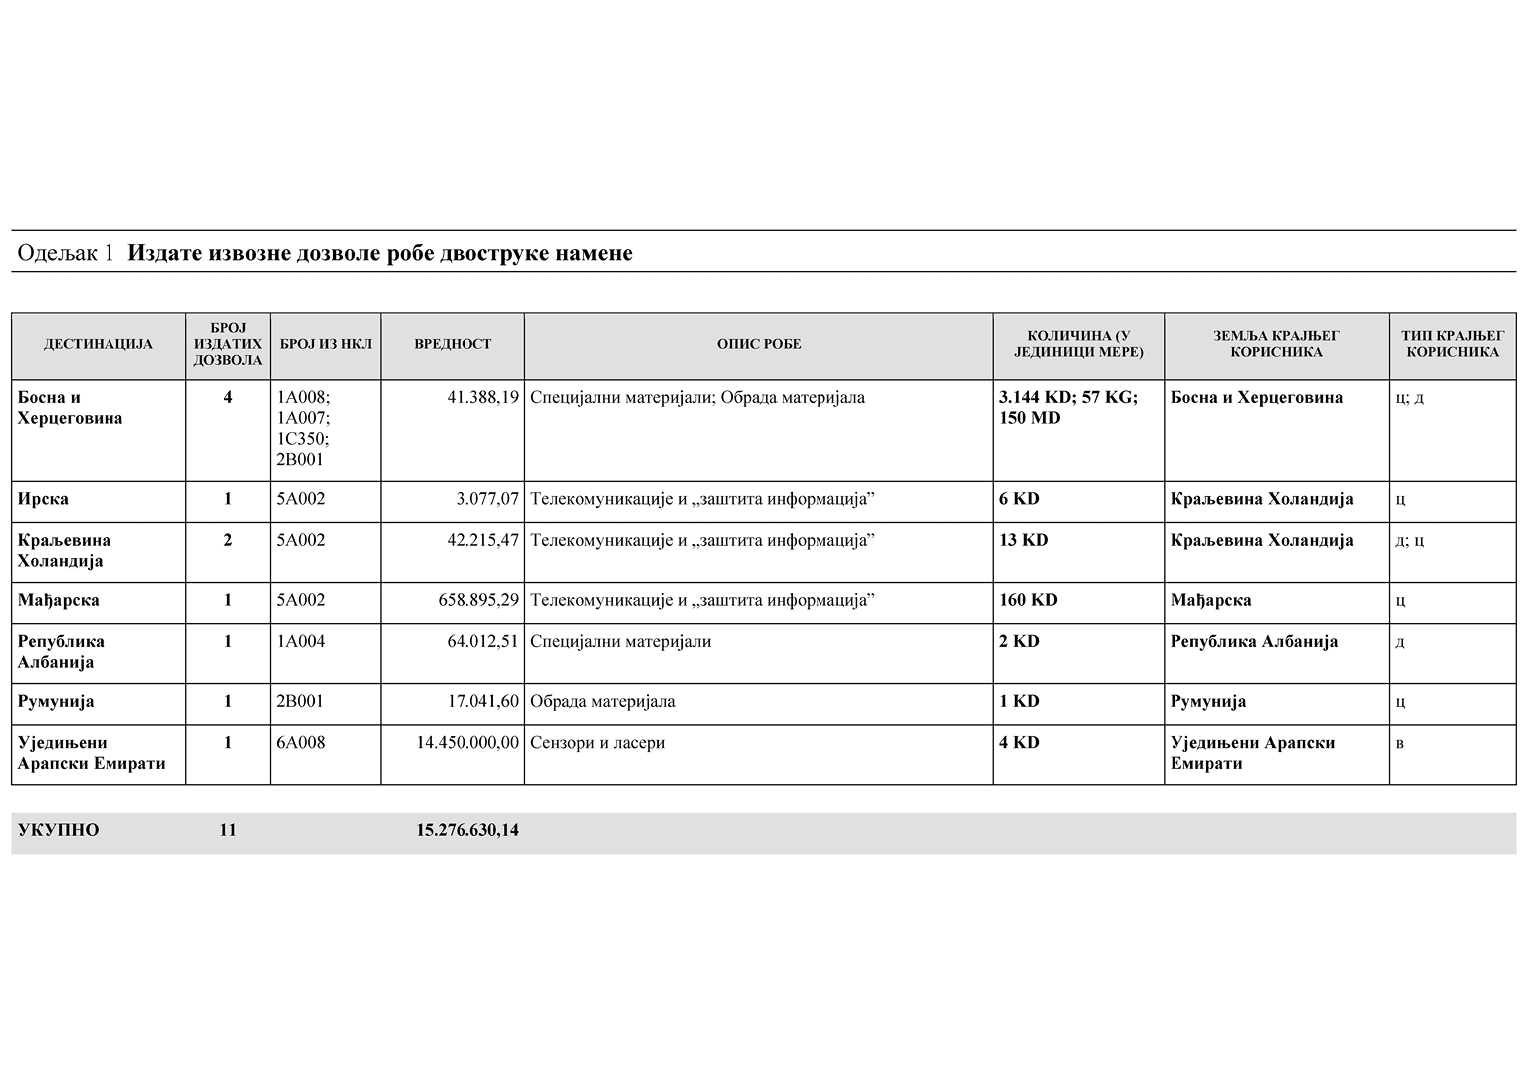 Одељак 1 Издате извозне дозволе робе двоструке намене
ДЕСТИНАЦИЈА
БРОЈ
ИЗДАТИХ
ДОЗВОЛА
БРОЈ ИЗ НКЛ
ВРЕДНОСТ
ОПИС РОБЕ
КОЛИЧИНА (У
ЈЕДИНИЦИ МЕРЕ)
ЗЕМЉА КРАЈЊЕГ
КОРИСНИКА
ТИП КРАЈЊЕГ
КОРИСНИКА
Босна и
Херцеговина
4
1A008;
1A007;
1C350;
2B001
41.388,19
Специјални материјали; Обрада материјала
3.144 KD; 57 KG;
150 MD
Босна и Херцеговина
ц; д
Ирска
1
5A002
3.077,07
Телекомуникације и „заштита информација”
6 KD
Краљевина Холандија
ц
Краљевина
Холандија
2
5A002
42.215,47
Телекомуникације и „заштита информација”
13 KD
Краљевина Холандија
д; ц
Мађарска
1
5A002
658.895,29
Телекомуникације и „заштита информација”
160 KD
Мађарска
ц
Република
Албанија
1
1A004
64.012,51
Специјални материјали
2 KD
Република Албанија
д
Румунија
1
2B001
17.041,60
Обрада материјала
1 KD
Румунија
ц
Уједињени
Арапски Емирати
1
6A008
14.450.000,00
Сензори и ласери
4 KD
Уједињени Арапски
Емирати
в
УКУПНО 11 15.276.630,14